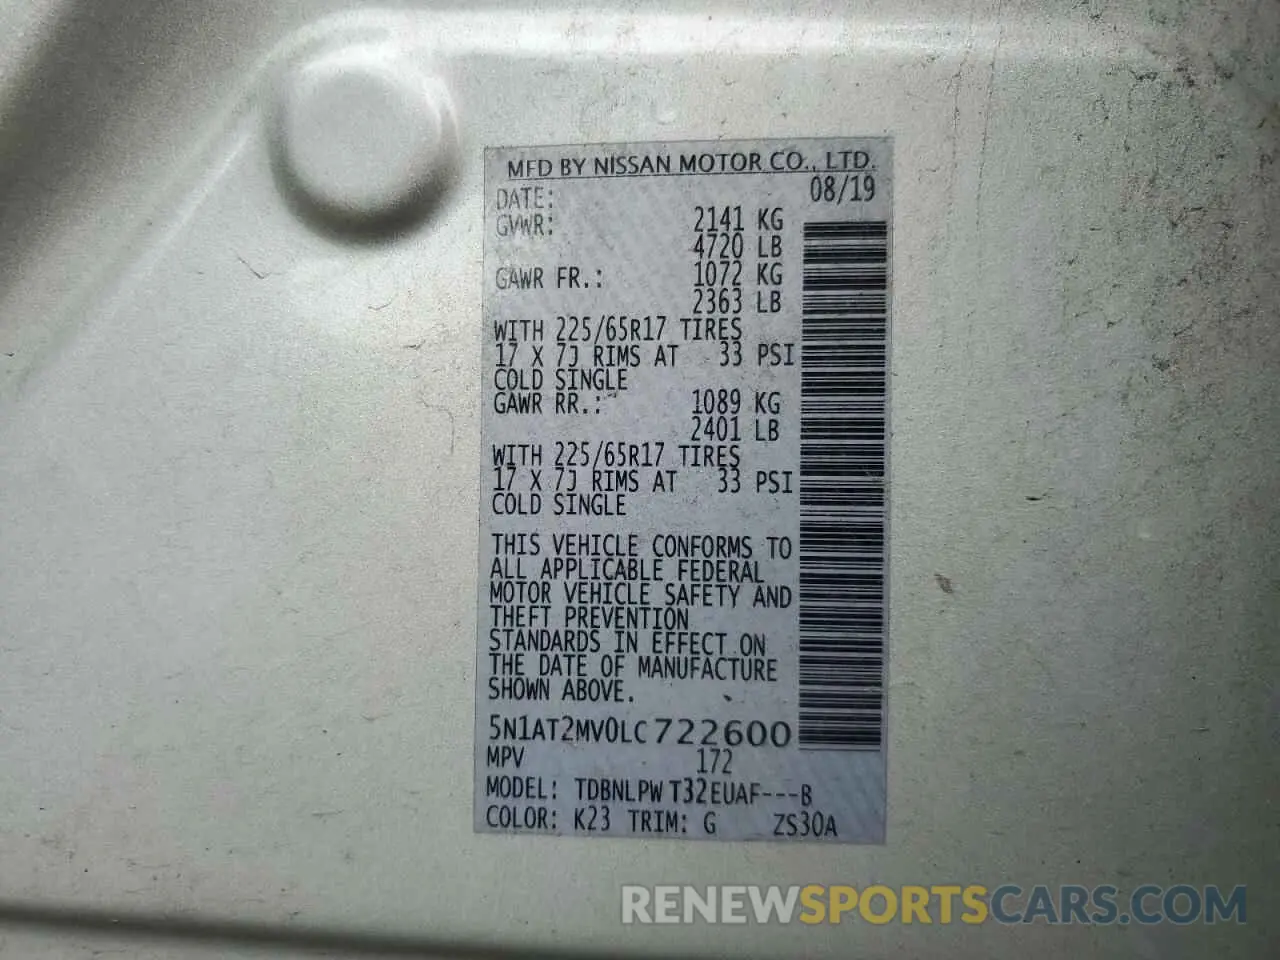 MFD BY NISSAN MOTOR CO., LTD.
DATE: 08/19
GVWR: 2141 KG
4720 LB
GAWR FR.: 1072 KG
2363 LB
WITH 225/65R17 TIRES
17 X 7J RIMS AT 33 PSI
COLD SINGLE
GAWR RR.: 1089 KG
2401 LB
WITH 225/65R17 TIRES
17 X 7J RIMS AT 33 PSI
COLD SINGLE
THIS VEHICLE CONFORMS TO
ALL APPLICABLE FEDERAL
MOTOR VEHICLE SAFETY AND
THEFT PREVENTION
STANDARDS IN EFFECT ON
THE DATE OF MANUFACTURE
SHOWN ABOVE.
5N1AT2MV0LC722600
MPV 172
MODEL: TDBNLPW T32EUAF---B
COLOR: K23 TRIM: G ZS30A
RENEWSPORTSCARS.COM